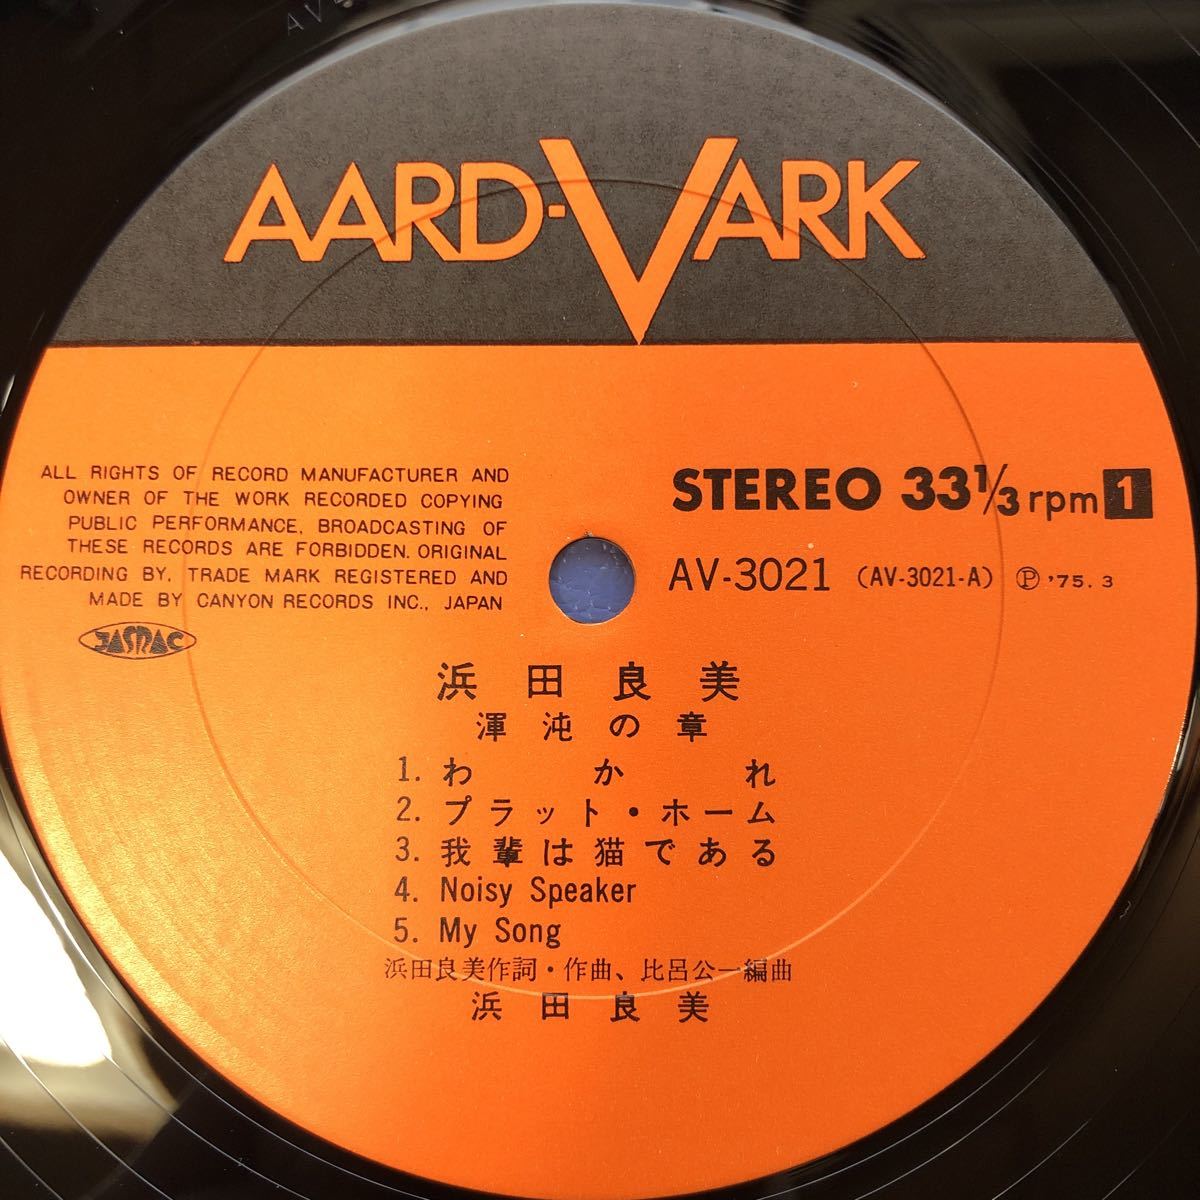 AARD-VARK
ALL RIGHTS OF RECORD MANUFACTURER AND
OWNER OF THE WORK RECORDED COPYING
PUBLIC PERFORMANCE, BROADCASTING OF
THESE RECORDS ARE FORBIDDEN. ORIGINAL
RECORDING BY, TRADE MARK REGISTERED AND
MADE BY CANYON RECORDS INC., JAPAN
JASRAC
STEREO 33 1/3 rpm 1
AV-3021 (AV-3021-A) Ⓟ '75.3
浜田良美
渾沌の章
1. わかれ
2. プラット・ホーム
3. 我輩は猫である
4. Noisy Speaker
5. My Song
浜田良美作詞・作曲、比呂公一編曲
浜田良美